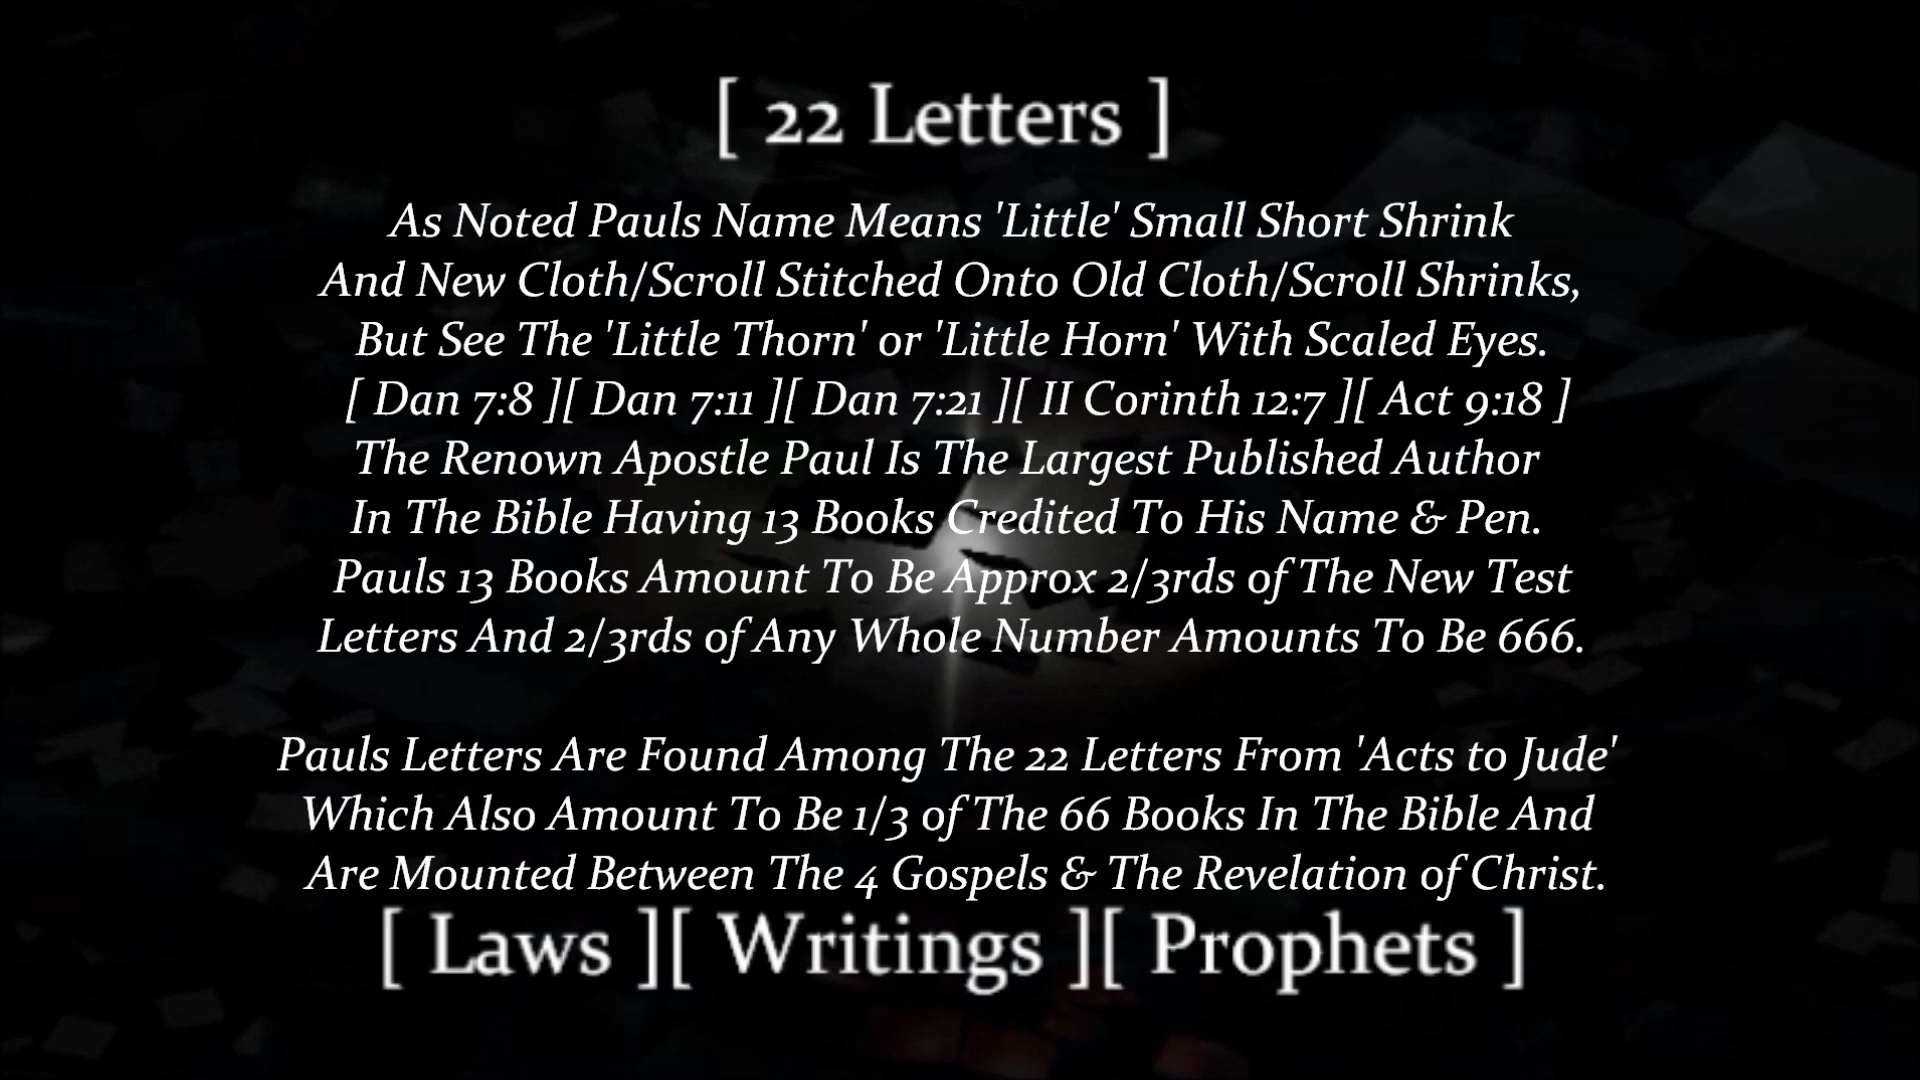 [ 22 Letters ]
As Noted Pauls Name Means 'Little' Small Short Shrink
And New Cloth/Scroll Stitched Onto Old Cloth/Scroll Shrinks,
But See The 'Little Thorn' or 'Little Horn' With Scaled Eyes.
[ Dan 7:8 ][ Dan 7:11 ][ Dan 7:21 ][ II Corinth 12:7 ][ Act 9:18 ]
The Renown Apostle Paul Is The Largest Published Author
In The Bible Having 13 Books Credited To His Name & Pen.
Pauls 13 Books Amount To Be Approx 2/3rds of The New Test
Letters And 2/3rds of Any Whole Number Amounts To Be 666.
Pauls Letters Are Found Among The 22 Letters From 'Acts to Jude'
Which Also Amount To Be 1/3 of The 66 Books In The Bible And
Are Mounted Between The 4 Gospels & The Revelation of Christ.
[ Laws ][ Writings ][ Prophets ]